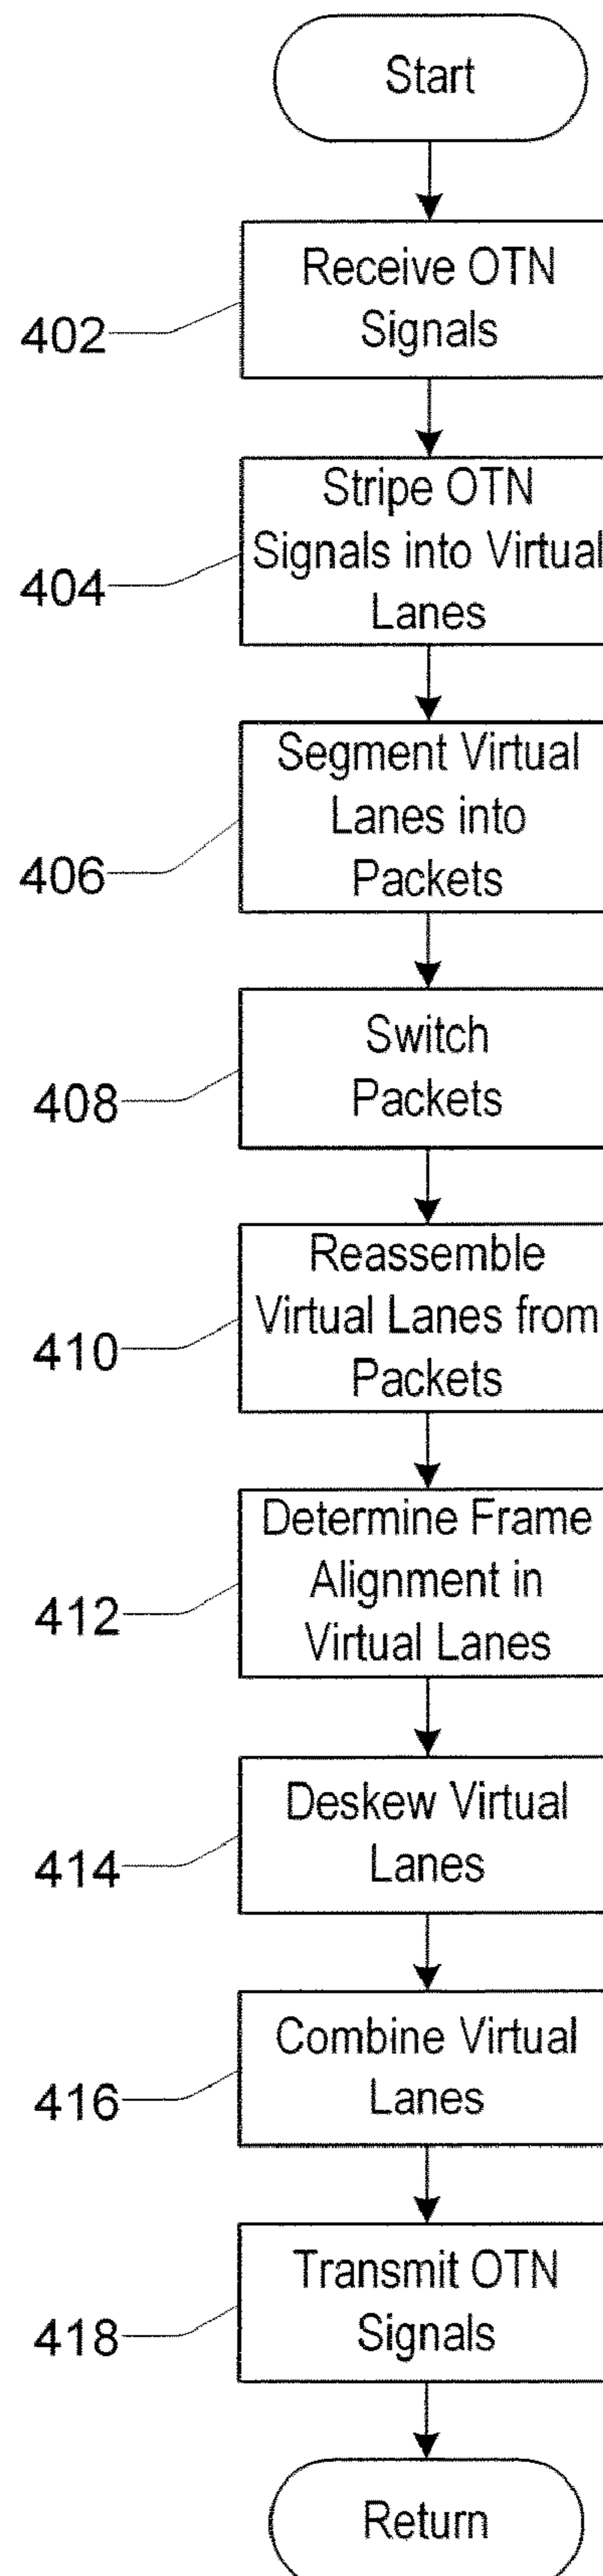 Start
Receive OTN
Signals
402
Stripe OTN
Signals into Virtual
Lanes
404
Segment Virtual
Lanes into
Packets
406
Switch
Packets
408
Reassemble
Virtual Lanes from
Packets
410
Determine Frame
Alignment in
Virtual Lanes
412
Deskew Virtual
Lanes
414
Combine Virtual
Lanes
416
Transmit OTN
Signals
418
Return